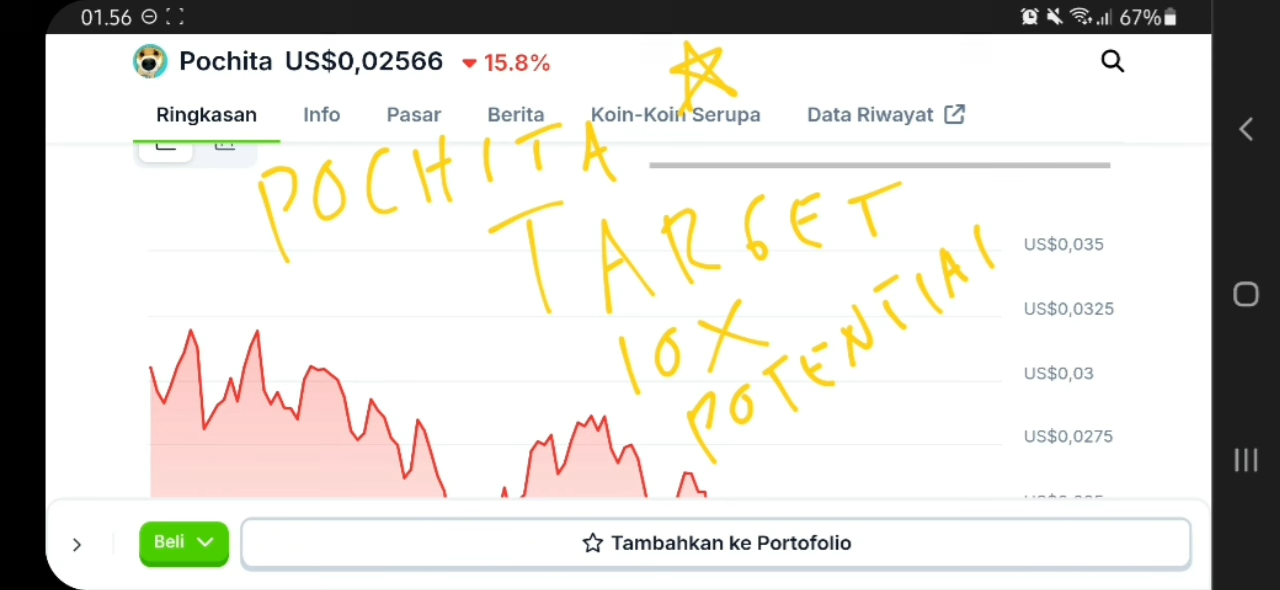 01.56
67%
Pochita US$0,02566 15.8%
Ringkasan Info Pasar Berita Koin-Koin Serupa Data Riwayat
POCHITA
TARGET
10X
POTENTIAL
US$0,035
US$0,0325
US$0,03
US$0,0275
Beli
Tambahkan ke Portofolio